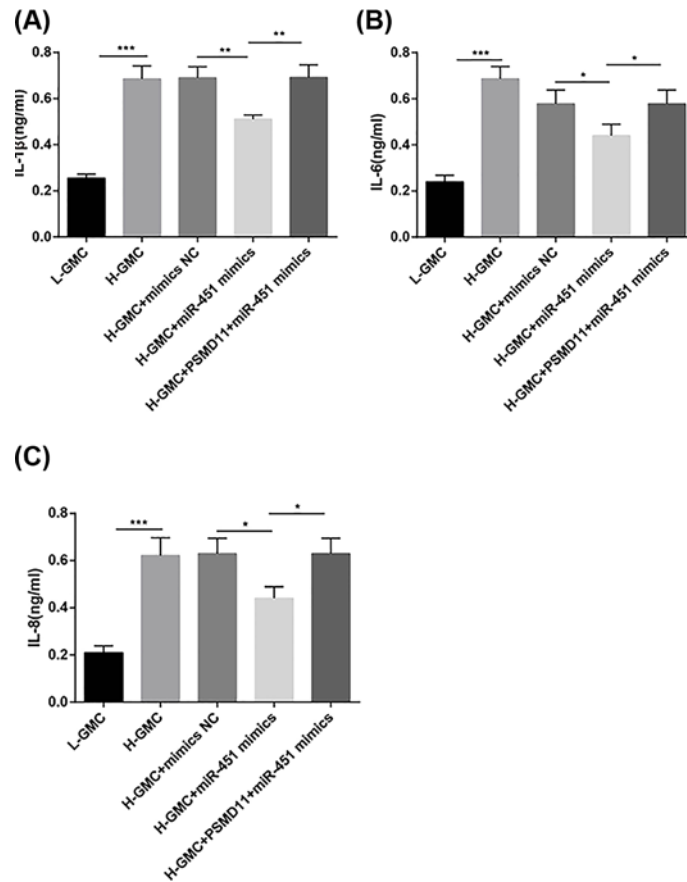 (A)
*** ** **
IL-1β(ng/ml)
0.8
0.6
0.4
0.2
0.0
L-GMC
H-GMC
H-GMC+mimics NC
H-GMC+miR-451 mimics
H-GMC+PSMD11+miR-451 mimics
(B)
*** * *
IL-6(ng/ml)
0.8
0.6
0.4
0.2
0.0
L-GMC
H-GMC
H-GMC+mimics NC
H-GMC+miR-451 mimics
H-GMC+PSMD11+miR-451 mimics
(C)
*** * *
IL-8(ng/ml)
0.8
0.6
0.4
0.2
0.0
L-GMC
H-GMC
H-GMC+mimics NC
H-GMC+miR-451 mimics
H-GMC+PSMD11+miR-451 mimics